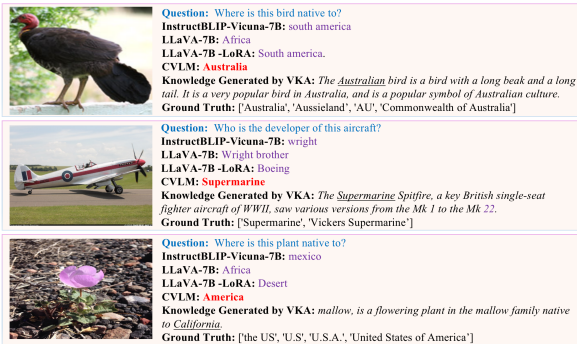 Question: Where is this bird native to?
InstructBLIP-Vicuna-7B: south america
LLaVA-7B: Africa
LLaVA-7B -LoRA: South america.
CVLM: Australia
Knowledge Generated by VKA: The Australian bird is a bird with a long beak and a long
tail. It is a very popular bird in Australia, and is a popular symbol of Australian culture.
Ground Truth: ['Australia', 'Aussieland’, 'AU', 'Commonwealth of Australia']
Question: Who is the developer of this aircraft?
InstructBLIP-Vicuna-7B: wright
LLaVA-7B: Wright brother
LLaVA-7B -LoRA: Boeing
CVLM: Supermarine
Knowledge Generated by VKA: The Supermarine Spitfire, a key British single-seat
fighter aircraft of WWII, saw various versions from the Mk 1 to the Mk 22.
Ground Truth: ['Supermarine', 'Vickers Supermarine’]
Question: Where is this plant native to?
InstructBLIP-Vicuna-7B: mexico
LLaVA-7B: Africa
LLaVA-7B -LoRA: Desert
CVLM: America
Knowledge Generated by VKA: mallow, is a flowering plant in the mallow family native
to California.
Ground Truth: ['the US', 'U.S', 'U.S.A.', 'United States of America’]